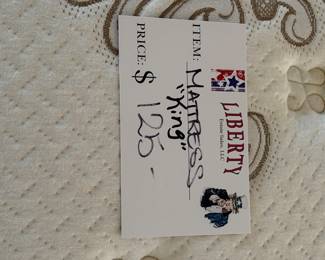 LIBERTY
Estate Sales, LLC
ITEM: MATTRESS
"King"
PRICE: $ 125-